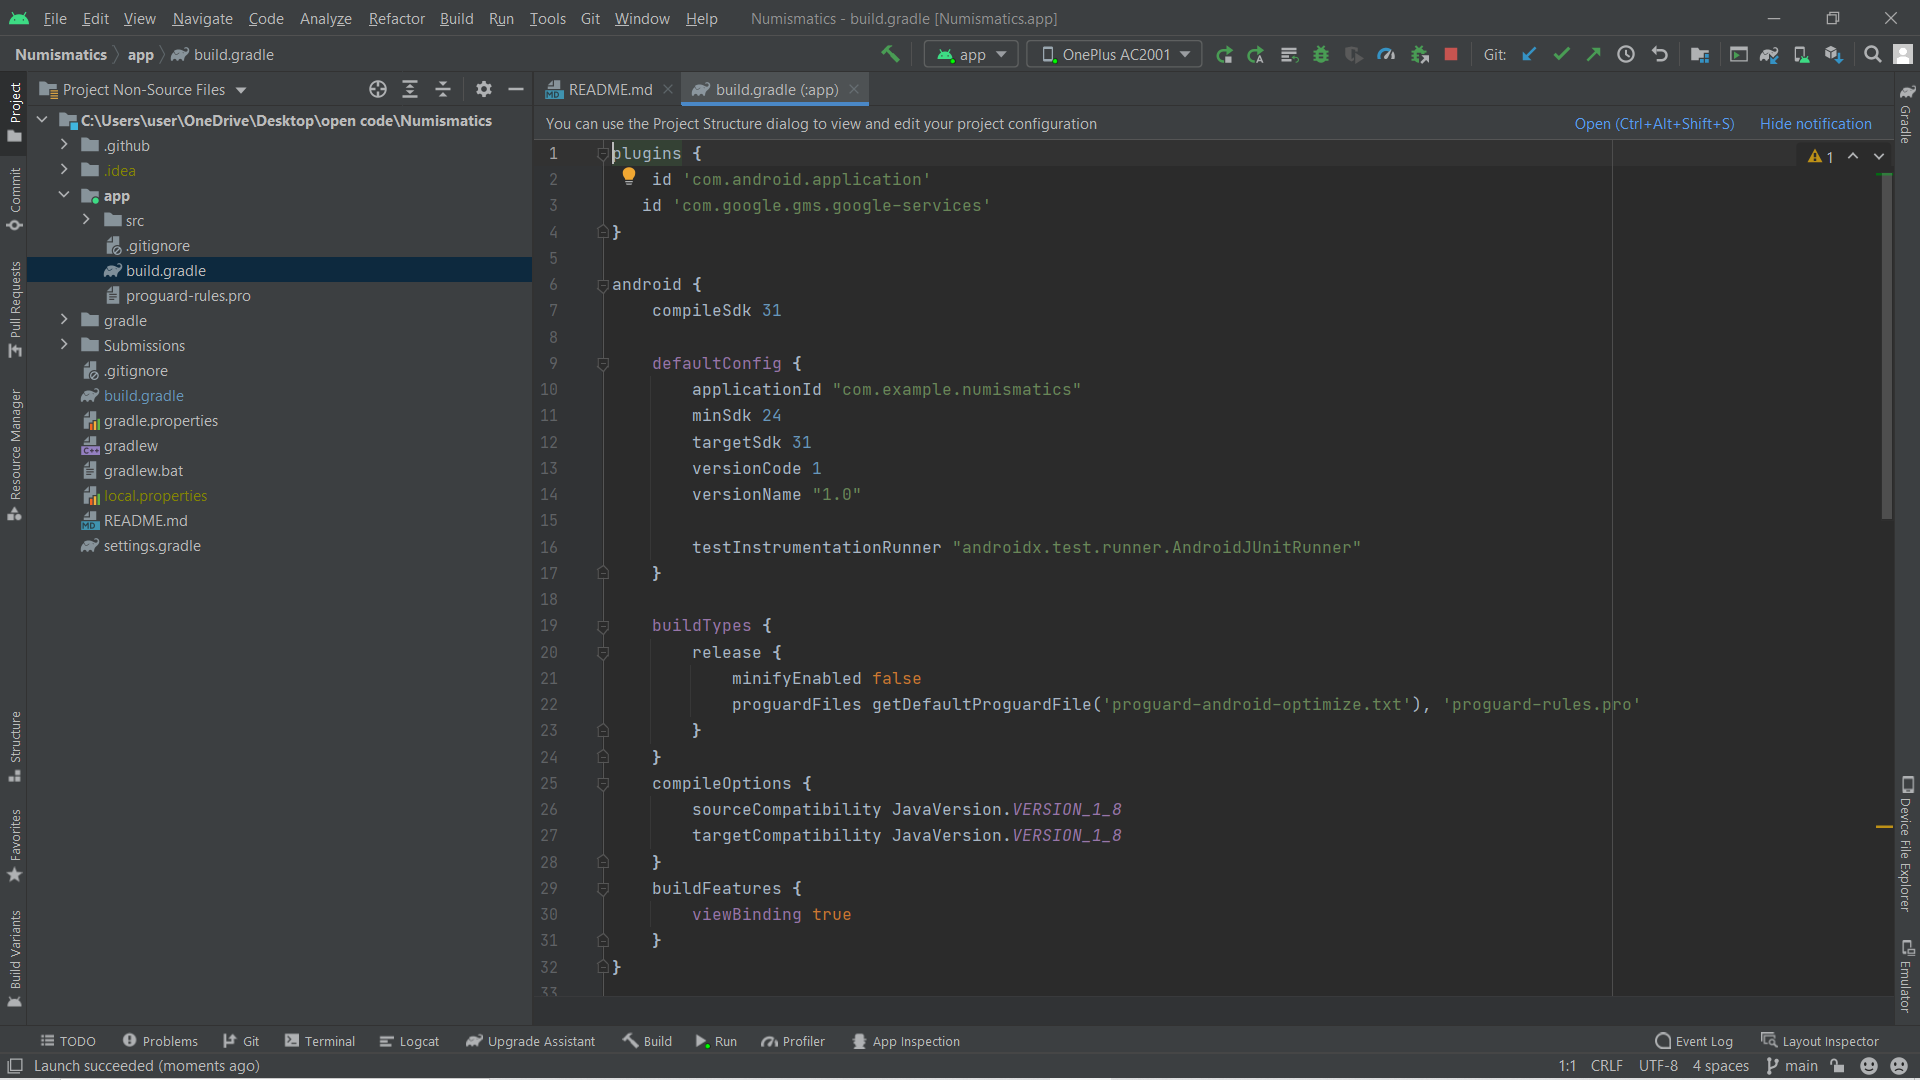 File Edit View Navigate Code Analyze Refactor Build Run Tools Git Window Help Numismatics - build.gradle [Numismatics.app]
Numismatics app build.gradle app OnePlus AC2001 Git:
Project Non-Source Files
README.md build.gradle (:app)
C:\Users\user\OneDrive\Desktop\open code\Numismatics
.github
.idea
app
src
.gitignore
build.gradle
proguard-rules.pro
gradle
Submissions
.gitignore
build.gradle
gradle.properties
gradlew
gradlew.bat
local.properties
README.md
settings.gradle
Project
Commit
Pull Requests
Resource Manager
Structure
Favorites
Build Variants
You can use the Project Structure dialog to view and edit your project configuration Open (Ctrl+Alt+Shift+S) Hide notification
1 plugins { 1
2 id 'com.android.application'
3 id 'com.google.gms.google-services'
4 }
5
6 android {
7 compileSdk 31
8
9 defaultConfig {
10 applicationId "com.example.numismatics"
11 minSdk 24
12 targetSdk 31
13 versionCode 1
14 versionName "1.0"
15
16 testInstrumentationRunner "androidx.test.runner.AndroidJUnitRunner"
17 }
18
19 buildTypes {
20 release {
21 minifyEnabled false
22 proguardFiles getDefaultProguardFile('proguard-android-optimize.txt'), 'proguard-rules.pro'
23 }
24 }
25 compileOptions {
26 sourceCompatibility JavaVersion.VERSION_1_8
27 targetCompatibility JavaVersion.VERSION_1_8
28 }
29 buildFeatures {
30 viewBinding true
31 }
32 }
33
Gradle
Device File Explorer
Emulator
TODO Problems Git Terminal Logcat Upgrade Assistant Build Run Profiler App Inspection Event Log Layout Inspector
Launch succeeded (moments ago) 1:1 CRLF UTF-8 4 spaces main